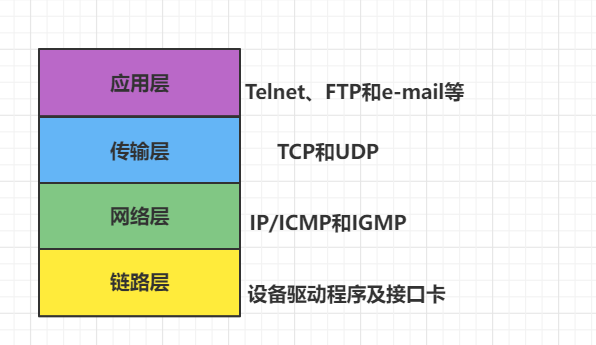 应用层
Telnet、FTP和e-mail等
传输层
TCP和UDP
网络层
IP/ICMP和IGMP
链路层
设备驱动程序及接口卡